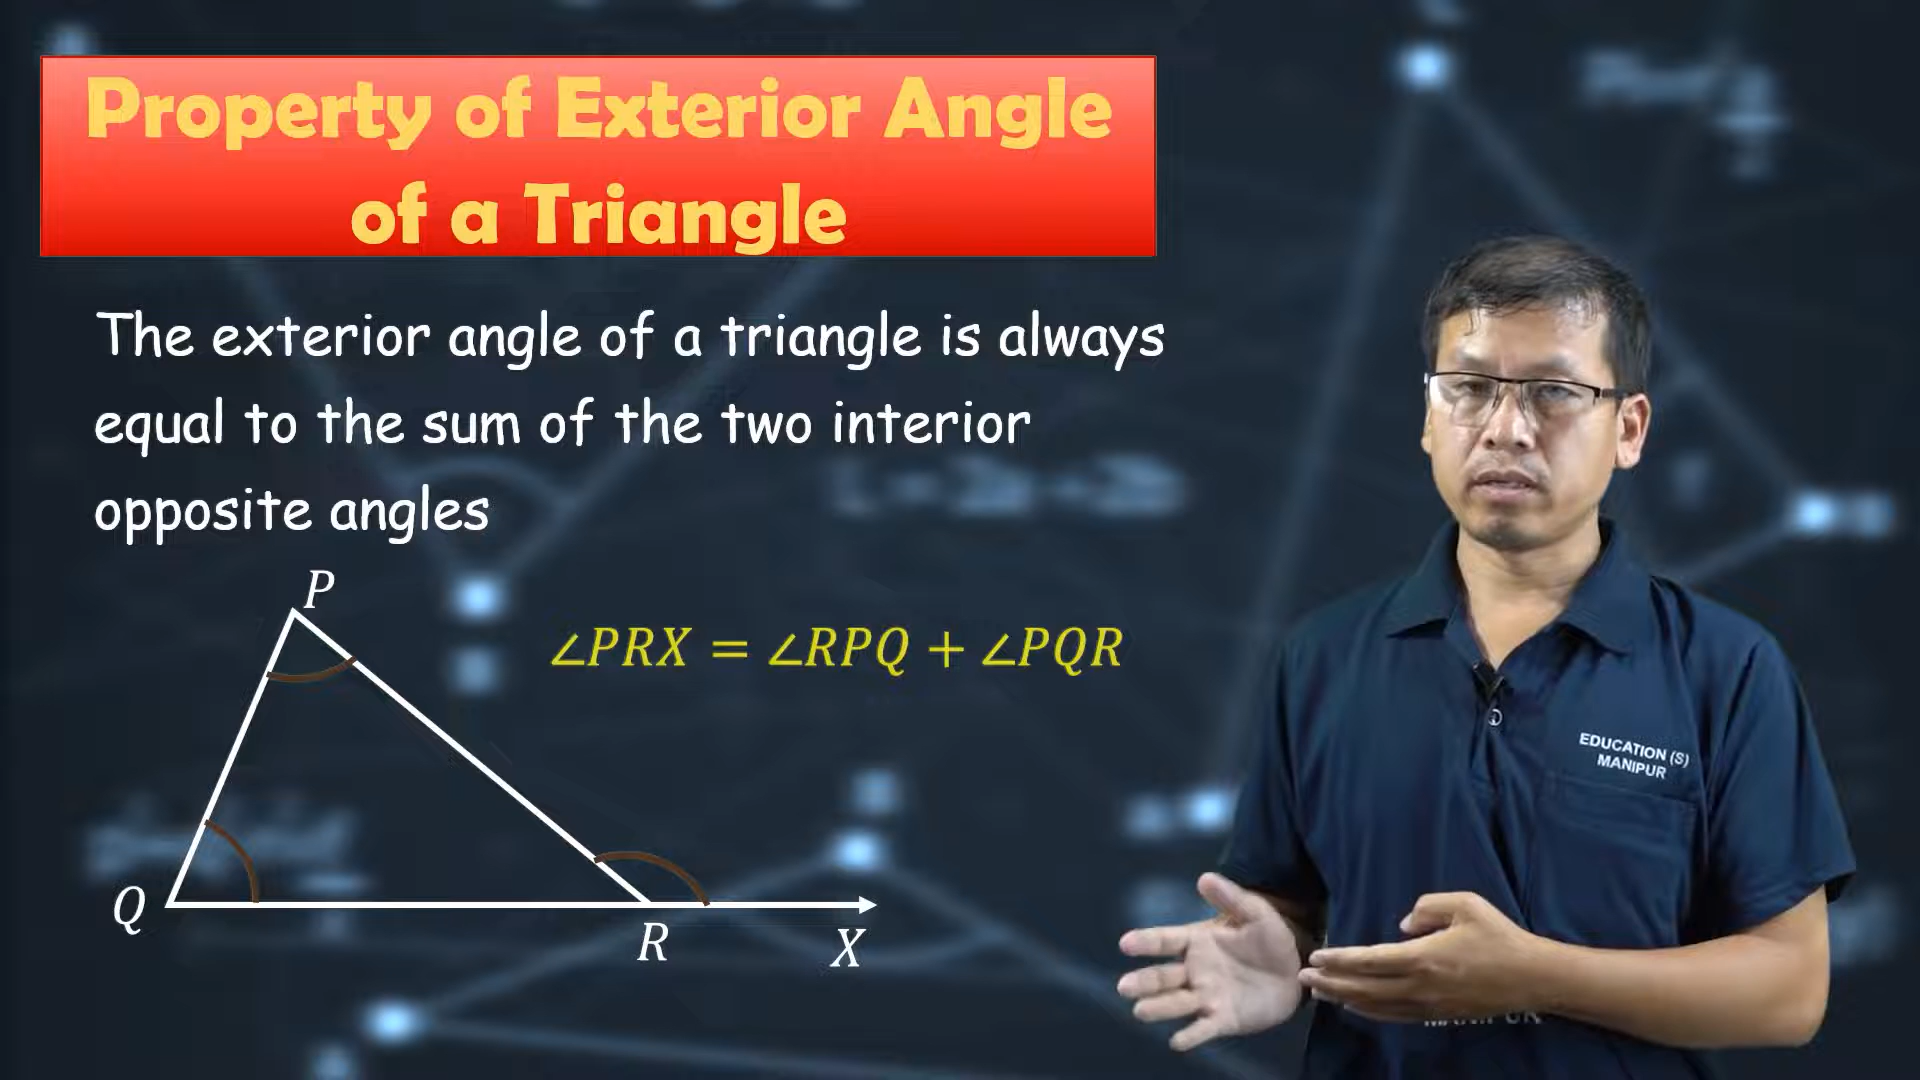 Property of Exterior Angle
of a Triangle
The exterior angle of a triangle is always
equal to the sum of the two interior
opposite angles
P
∠PRX = ∠RPQ + ∠PQR
EDUCATION (S)
MANIPUR
Q
R
X